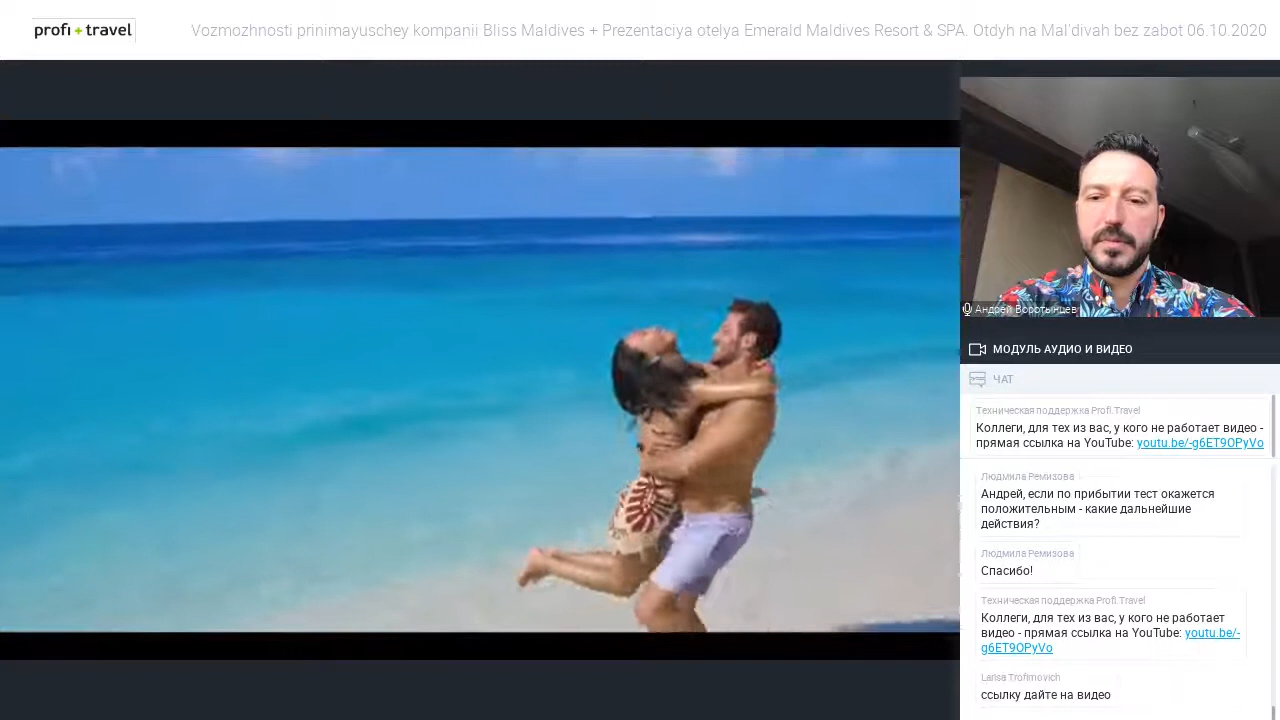 profi + travel
Vozmozhnosti prinimayuschey kompanii Bliss Maldives + Prezentaciya otelya Emerald Maldives Resort & SPA. Otdyh na Mal'divah bez zabot 06.10.2020
Андрей Воротынцев
МОДУЛЬ АУДИО И ВИДЕО
ЧАТ
Техническая поддержка Profi.Travel
Коллеги, для тех из вас, у кого не работает видео -
прямая ссылка на YouTube: youtu.be/-g6ET9OPyVo
Людмила Ремизова
Андрей, если по прибытии тест окажется
положительным - какие дальнейшие
действия?
Людмила Ремизова
Спасибо!
Техническая поддержка Profi.Travel
Коллеги, для тех из вас, у кого не работает
видео - прямая ссылка на YouTube: youtu.be/-
g6ET9OPyVo
Larisa Trofimovich
ссылку дайте на видео